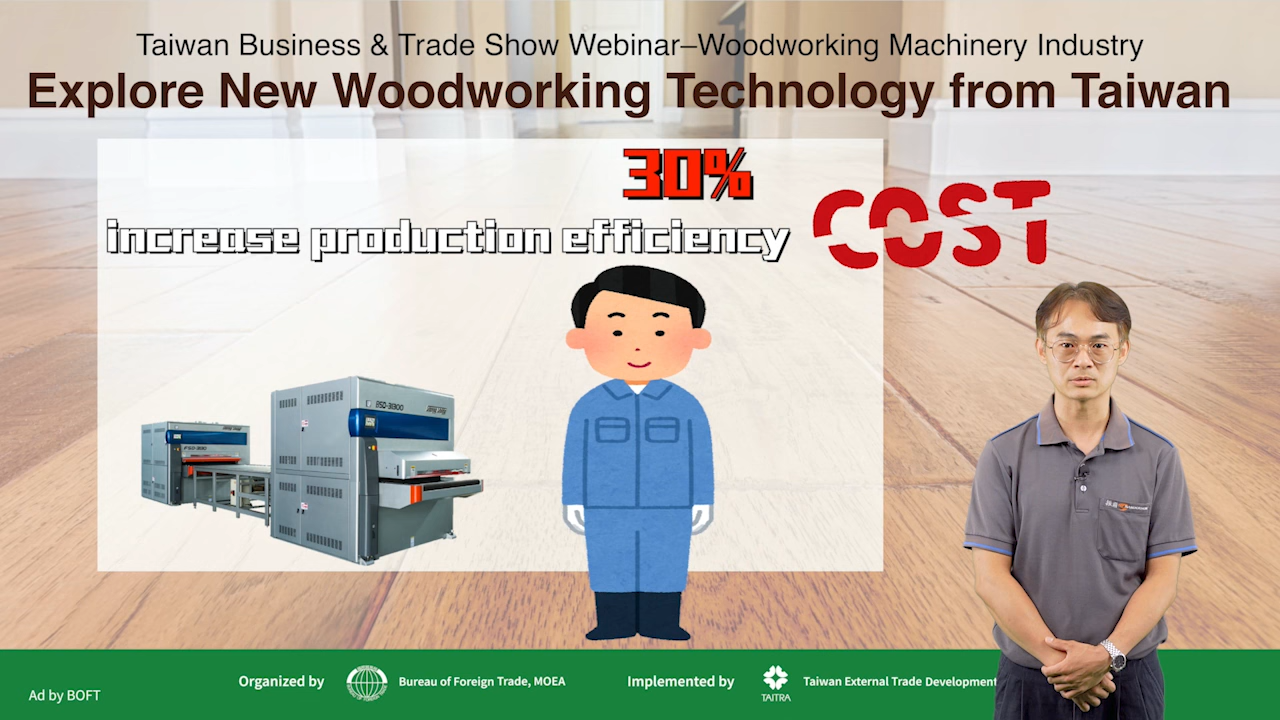 Taiwan Business & Trade Show Webinar–Woodworking Machinery Industry
Explore New Woodworking Technology from Taiwan
30%
increase production efficiency
COST
Ad by BOFT
Organized by
Bureau of Foreign Trade, MOEA
Implemented by
TAITRA
Taiwan External Trade Development